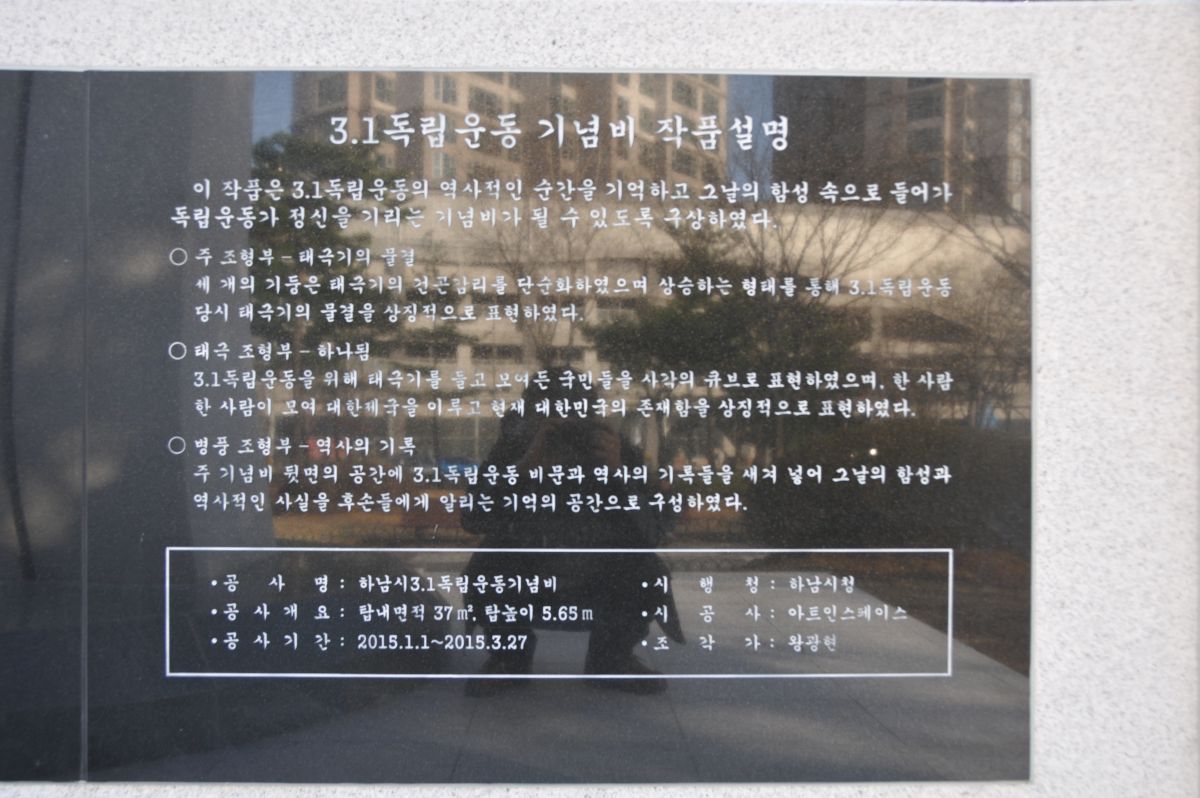 3.1독립운동 기념비 작품설명
이 작품은 3.1독립운동의 역사적인 순간을 기억하고 그날의 함성 속으로 들어가
독립운동가 정신을 기리는 기념비가 될 수 있도록 구상하였다.
○ 주 조형부 - 태극기의 물결
세 개의 기둥은 태극기의 건곤감리를 단순화하였으며 상승하는 형태를 통해 3.1독립운동
당시 태극기의 물결을 상징적으로 표현하였다.
○ 태극 조형부 - 하나됨
3.1독립운동을 위해 태극기를 들고 모여든 국민들을 사각의 큐브로 표현하였으며, 한 사람
한 사람이 모여 대한제국을 이루고 현재 대한민국의 존재함을 상징적으로 표현하였다.
○ 병풍 조형부 - 역사의 기록
주 기념비 뒷면의 공간에 3.1독립운동 비문과 역사의 기록들을 새겨 넣어 그날의 함성과
역사적인 사실을 후손들에게 알리는 기억의 공간으로 구성하였다.
• 공 사 명 : 하남시3.1독립운동기념비 • 시 행 청 : 하남시청
• 공 사 개 요 : 탑내면적 37㎡, 탑높이 5.65m • 시 공 사 : 아트인스페이스
• 공 사 기 간 : 2015.1.1~2015.3.27 • 조 각 가 : 왕광현